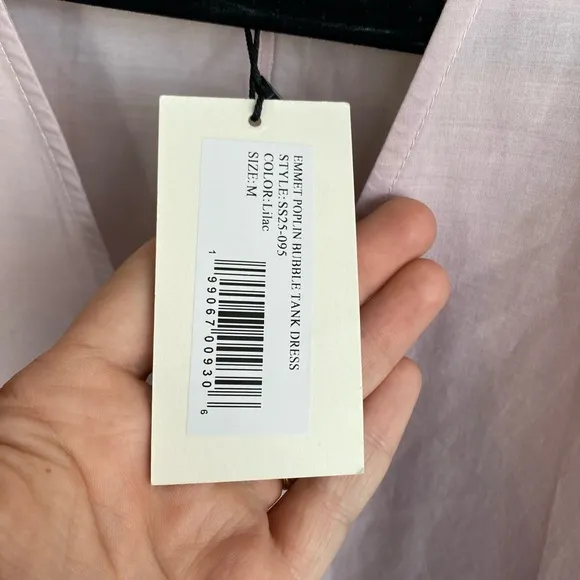 EMMET POPLIN BUBBLE TANK DRESS
STYLE:SS25-095
COLOR:Lilac
SIZE:M
1 99067 00930 6